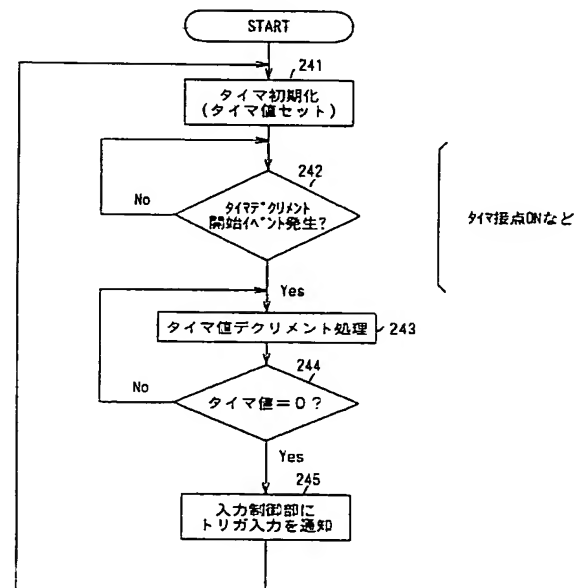 START
241
タイマ初期化
(タイマ値セット)
242
No
タイマデクリメント
開始イベント発生?
タイマ接点ONなど
Yes
タイマ値デクリメント処理
243
244
No
タイマ値=0?
Yes
245
入力制御部に
トリガ入力を通知